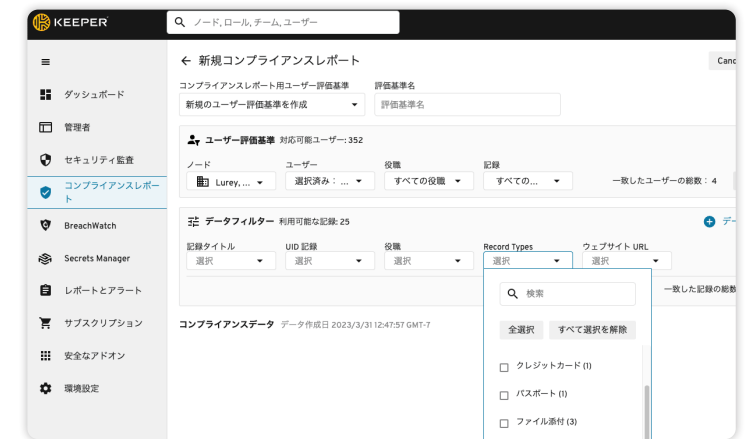 KEEPER
ノード, ロール, チーム, ユーザー
ダッシュボード
管理者
セキュリティ監査
コンプライアンスレポー
ト
BreachWatch
Secrets Manager
レポートとアラート
サブスクリプション
安全なアドオン
環境設定
← 新規コンプライアンスレポート
Canc
コンプライアンスレポート用ユーザー評価基準 評価基準名
新規のユーザー評価基準を作成 評価基準名
ユーザー評価基準 対応可能ユーザー: 352
ノード ユーザー 役職 記録
Lurey, ... 選択済み： ... すべての役職 すべての... 一致したユーザーの総数： 4
データフィルター 利用可能な記録: 25 デー
記録タイトル UID 記録 役職 Record Types ウェブサイト URL
選択 選択 選択 選択 選択
一致した記録の総数
コンプライアンスデータ データ作成日 2023/3/31 12:47:57 GMT-7
検索
全選択 すべて選択を解除
クレジットカード (1)
パスポート (1)
ファイル添付 (3)